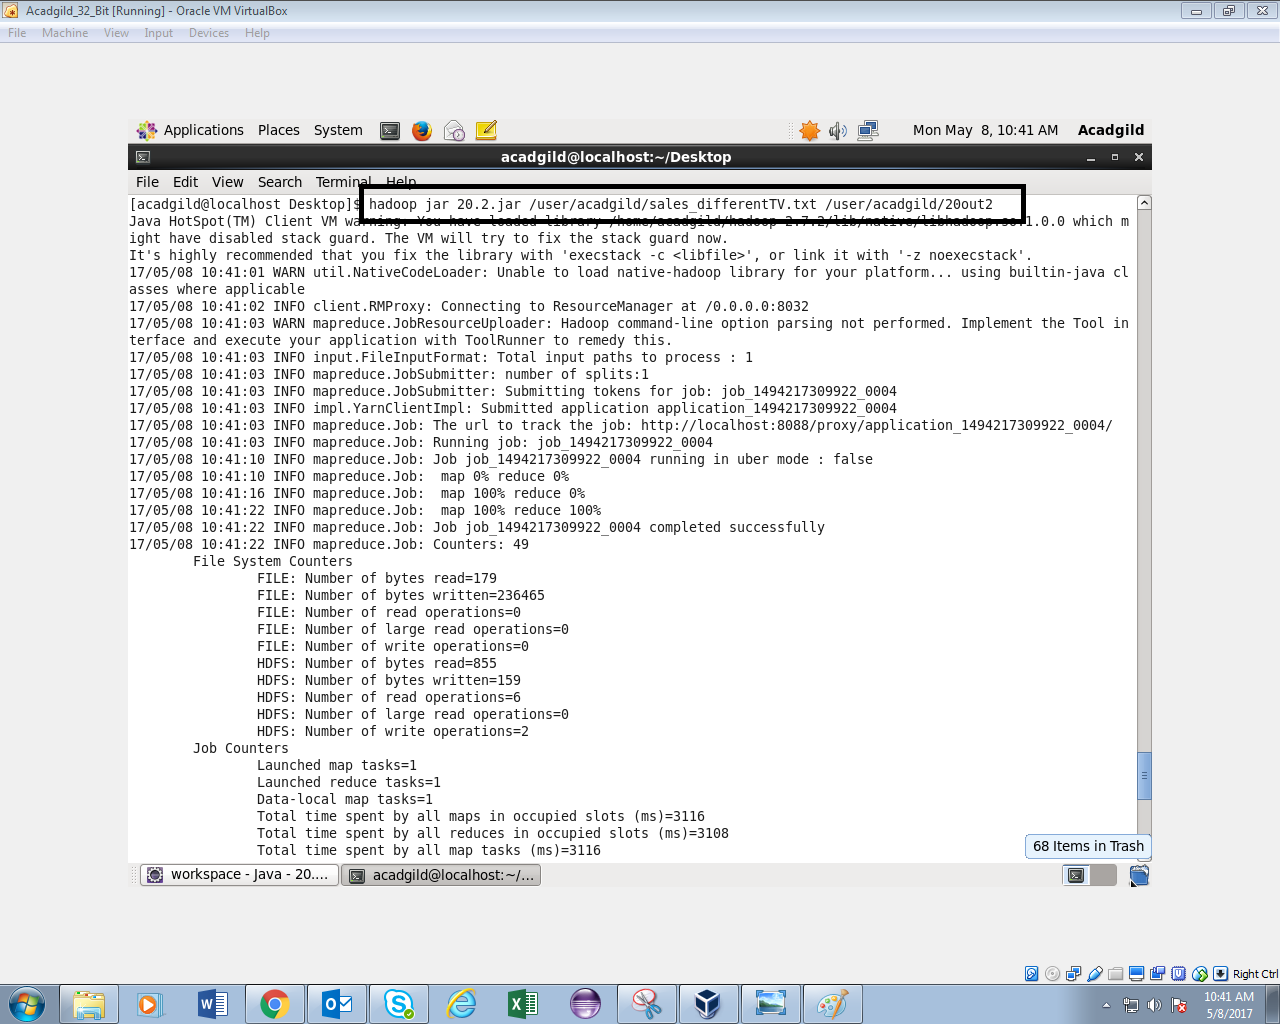 Acadgild_32_Bit [Running] - Oracle VM VirtualBox
File Machine View Input Devices Help
Applications Places System Mon May 8, 10:41 AM Acadgild
acadgild@localhost:~/Desktop
File Edit View Search Terminal Help
[acadgild@localhost Desktop]$ hadoop jar 20.2.jar /user/acadgild/sales_differentTV.txt /user/acadgild/20out2
Java HotSpot(TM) Client VM warning: You have loaded library /home/acadgild/hadoop-2.7.2/lib/native/libhadoop.so.1.0.0 which m
ight have disabled stack guard. The VM will try to fix the stack guard now.
It's highly recommended that you fix the library with 'execstack -c <libfile>', or link it with '-z noexecstack'.
17/05/08 10:41:01 WARN util.NativeCodeLoader: Unable to load native-hadoop library for your platform... using builtin-java cl
asses where applicable
17/05/08 10:41:02 INFO client.RMProxy: Connecting to ResourceManager at /0.0.0.0:8032
17/05/08 10:41:03 WARN mapreduce.JobResourceUploader: Hadoop command-line option parsing not performed. Implement the Tool in
terface and execute your application with ToolRunner to remedy this.
17/05/08 10:41:03 INFO input.FileInputFormat: Total input paths to process : 1
17/05/08 10:41:03 INFO mapreduce.JobSubmitter: number of splits:1
17/05/08 10:41:03 INFO mapreduce.JobSubmitter: Submitting tokens for job: job_1494217309922_0004
17/05/08 10:41:03 INFO impl.YarnClientImpl: Submitted application application_1494217309922_0004
17/05/08 10:41:03 INFO mapreduce.Job: The url to track the job: http://localhost:8088/proxy/application_1494217309922_0004/
17/05/08 10:41:03 INFO mapreduce.Job: Running job: job_1494217309922_0004
17/05/08 10:41:10 INFO mapreduce.Job: Job job_1494217309922_0004 running in uber mode : false
17/05/08 10:41:10 INFO mapreduce.Job:  map 0% reduce 0%
17/05/08 10:41:16 INFO mapreduce.Job:  map 100% reduce 0%
17/05/08 10:41:22 INFO mapreduce.Job:  map 100% reduce 100%
17/05/08 10:41:22 INFO mapreduce.Job: Job job_1494217309922_0004 completed successfully
17/05/08 10:41:22 INFO mapreduce.Job: Counters: 49
File System Counters
FILE: Number of bytes read=179
FILE: Number of bytes written=236465
FILE: Number of read operations=0
FILE: Number of large read operations=0
FILE: Number of write operations=0
HDFS: Number of bytes read=855
HDFS: Number of bytes written=159
HDFS: Number of read operations=6
HDFS: Number of large read operations=0
HDFS: Number of write operations=2
Job Counters
Launched map tasks=1
Launched reduce tasks=1
Data-local map tasks=1
Total time spent by all maps in occupied slots (ms)=3116
Total time spent by all reduces in occupied slots (ms)=3108
Total time spent by all map tasks (ms)=3116
68 Items in Trash
workspace - Java - 20.... acadgild@localhost:~/...
Right Ctrl
10:41 AM
5/8/2017